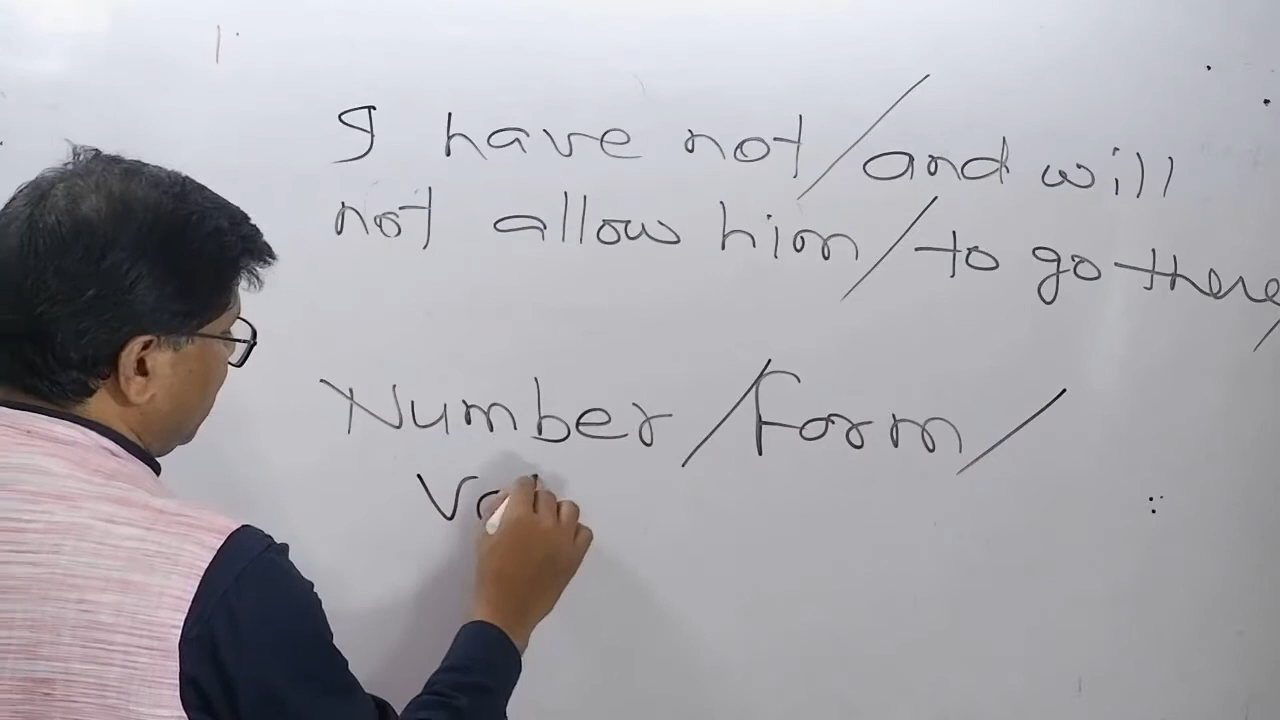 I have not / and will
not allow him / to go there /
Number / Form /